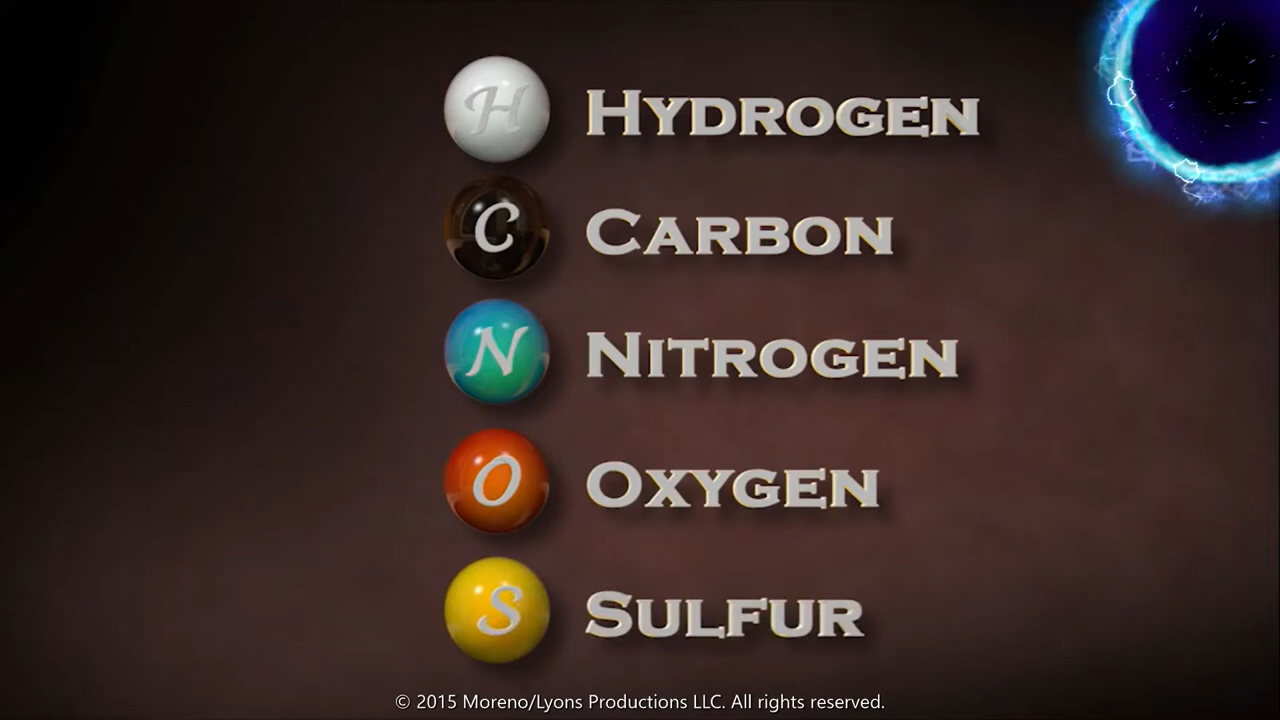 H HYDROGEN
C CARBON
N NITROGEN
O OXYGEN
S SULFUR
© 2015 Moreno/Lyons Productions LLC. All rights reserved.